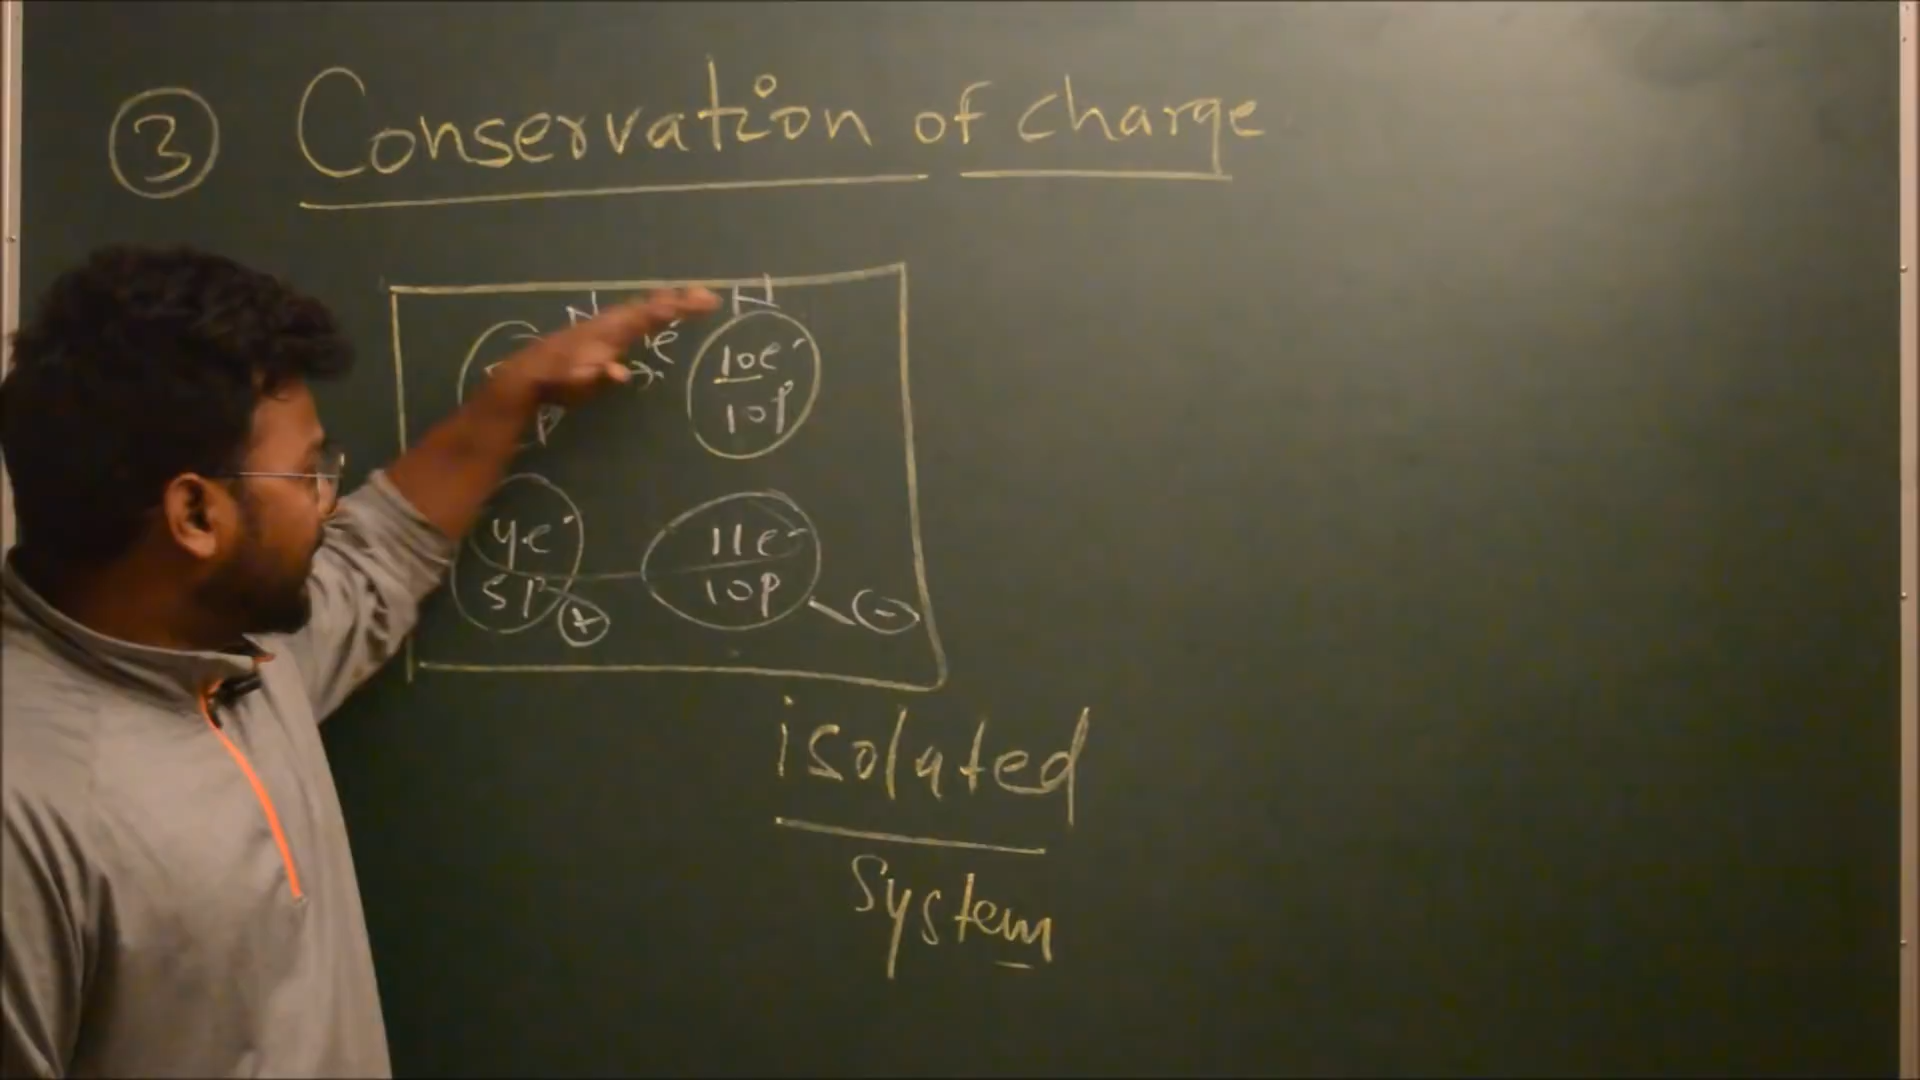 ③ Conservation of charge
N N
e⁻
10e⁻
10p
p
4e⁻ 11e⁻
5p 10p
+ -
isolated
system